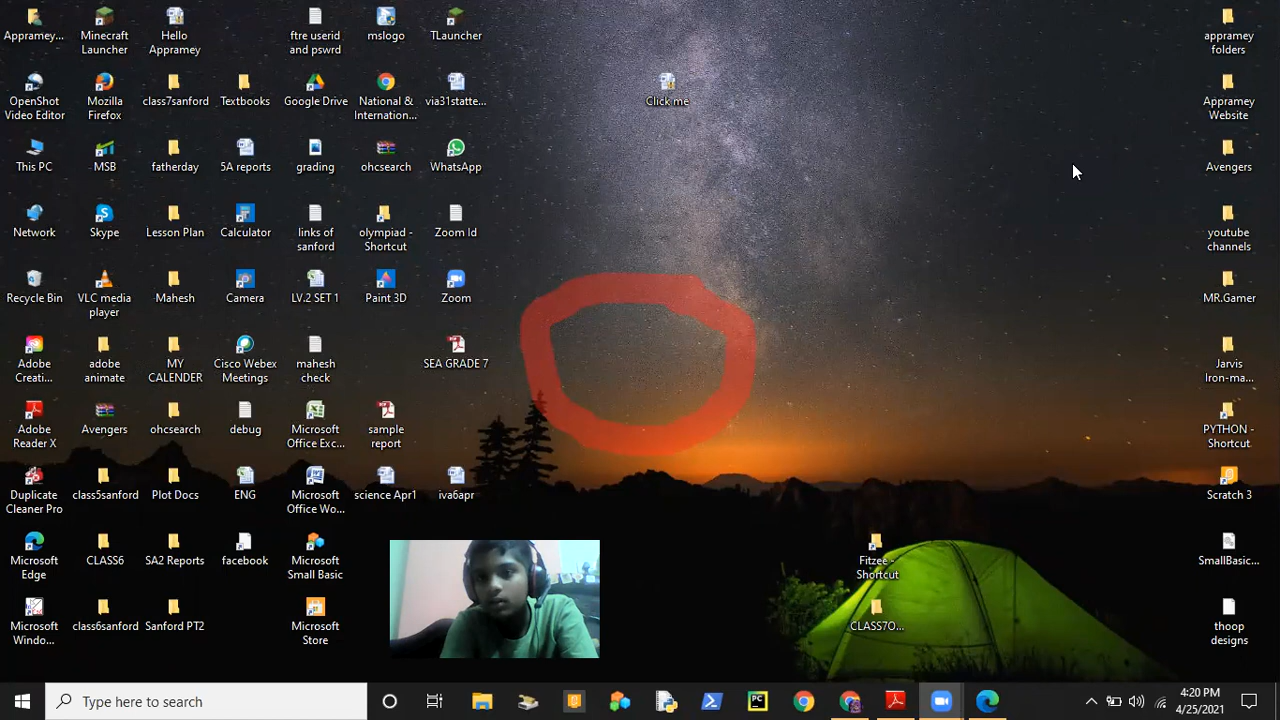 Appramey...
Minecraft
Launcher
Hello
Appramey
ftre userid
and pswrd
mslogo
TLauncher
Click me
appramey
folders
OpenShot
Video Editor
Mozilla
Firefox
class7sanford
Textbooks
Google Drive
National &
Internation...
via31statte...
Appramey
Website
This PC
MSB
fatherday
5A reports
grading
ohcsearch
WhatsApp
Avengers
Network
Skype
Lesson Plan
Calculator
links of
sanford
olympiad -
Shortcut
Zoom Id
youtube
channels
Recycle Bin
VLC media
player
Mahesh
Camera
LV.2 SET 1
Paint 3D
Zoom
MR.Gamer
Adobe
Creati...
adobe
animate
MY
CALENDER
Cisco Webex
Meetings
mahesh
check
SEA GRADE 7
Jarvis
Iron-ma...
Adobe
Reader X
Avengers
ohcsearch
debug
Microsoft
Office Exc...
sample
report
PYTHON -
Shortcut
Duplicate
Cleaner Pro
class5sanford
Plot Docs
ENG
Microsoft
Office Wo...
science Apr1
iva6apr
Scratch 3
Microsoft
Edge
CLASS6
SA2 Reports
facebook
Microsoft
Small Basic
Fitzee -
Shortcut
SmallBasic...
Microsoft
Windo...
class6sanford
Sanford PT2
Microsoft
Store
CLASS7O...
thoop
designs
Type here to search
PC
4:20 PM
4/25/2021